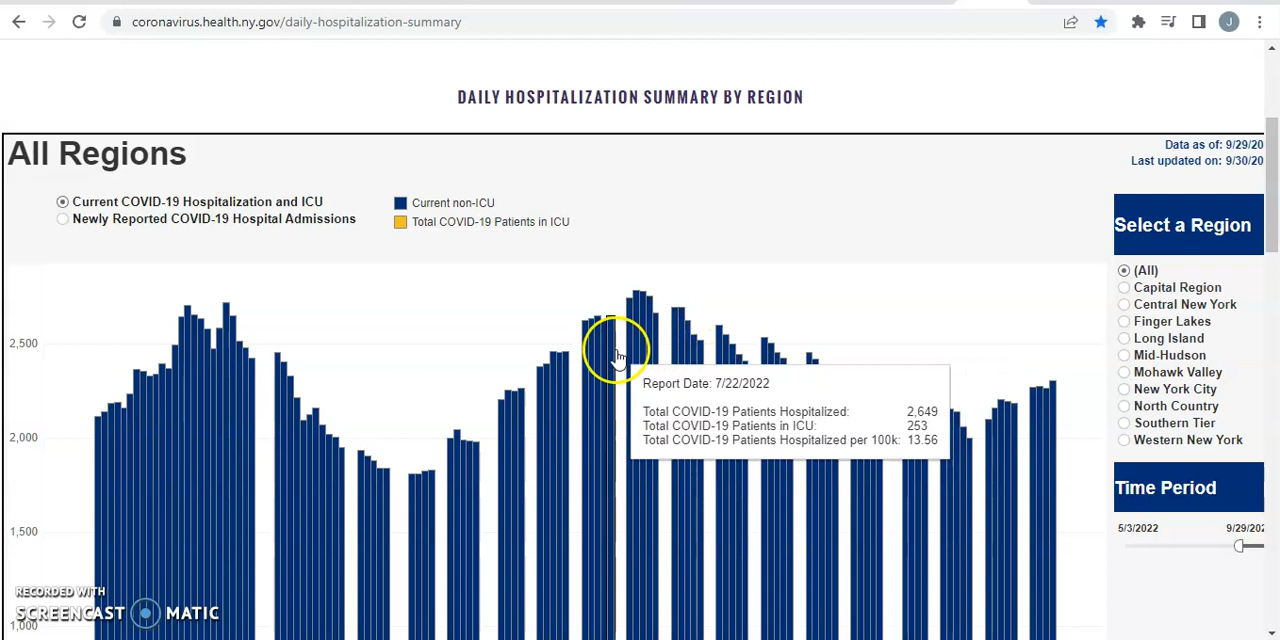 coronavirus.health.ny.gov/daily-hospitalization-summary
J
DAILY HOSPITALIZATION SUMMARY BY REGION
All Regions
Data as of: 9/29/20
Last updated on: 9/30/20
Current COVID-19 Hospitalization and ICU
Newly Reported COVID-19 Hospital Admissions
Current non-ICU
Total COVID-19 Patients in ICU
Select a Region
(All)
Capital Region
Central New York
Finger Lakes
Long Island
Mid-Hudson
Mohawk Valley
New York City
North Country
Southern Tier
Western New York
Time Period
5/3/2022 9/29/202
2,500
2,000
1,500
1,000
Report Date: 7/22/2022
Total COVID-19 Patients Hospitalized: 2,649
Total COVID-19 Patients in ICU: 253
Total COVID-19 Patients Hospitalized per 100k: 13.56
RECORDED WITH
SCREENCAST MATIC